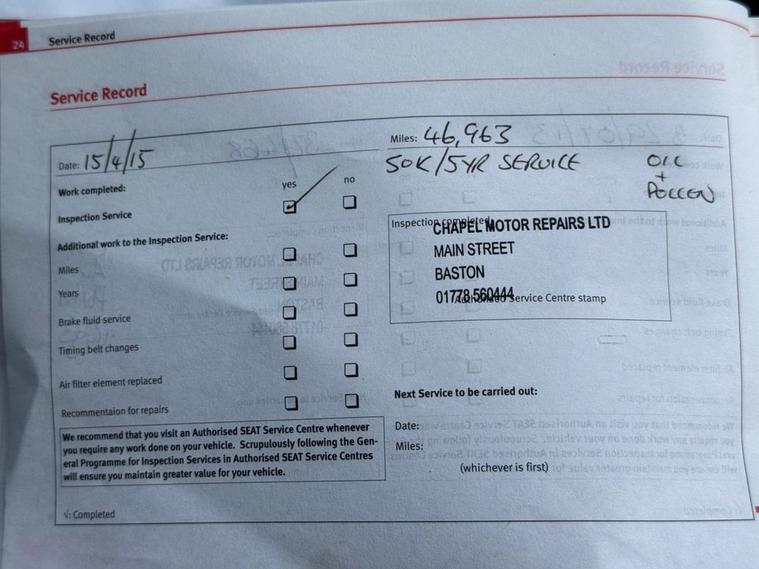 24 Service Record
Service Record
Date: 15/4/15
Miles: 46,963
50K/5YR SERVICE
OIL
+
POLLEN
Work completed:
yes no
Inspection Service
Additional work to the Inspection Service:
Miles
Years
Brake fluid service
Timing belt changes
Air filter element replaced
Recommentaion for repairs
Inspection completed
CHAPEL MOTOR REPAIRS LTD
MAIN STREET
BASTON
01778 560444
Authorised Service Centre stamp
Next Service to be carried out:
Date:
Miles:
(whichever is first)
We recommend that you visit an Authorised SEAT Service Centre whenever
you require any work done on your vehicle. Scrupulously following the Gen-
eral Programme for Inspection Services in Authorised SEAT Service Centres
will ensure you maintain greater value for your vehicle.
√: Completed